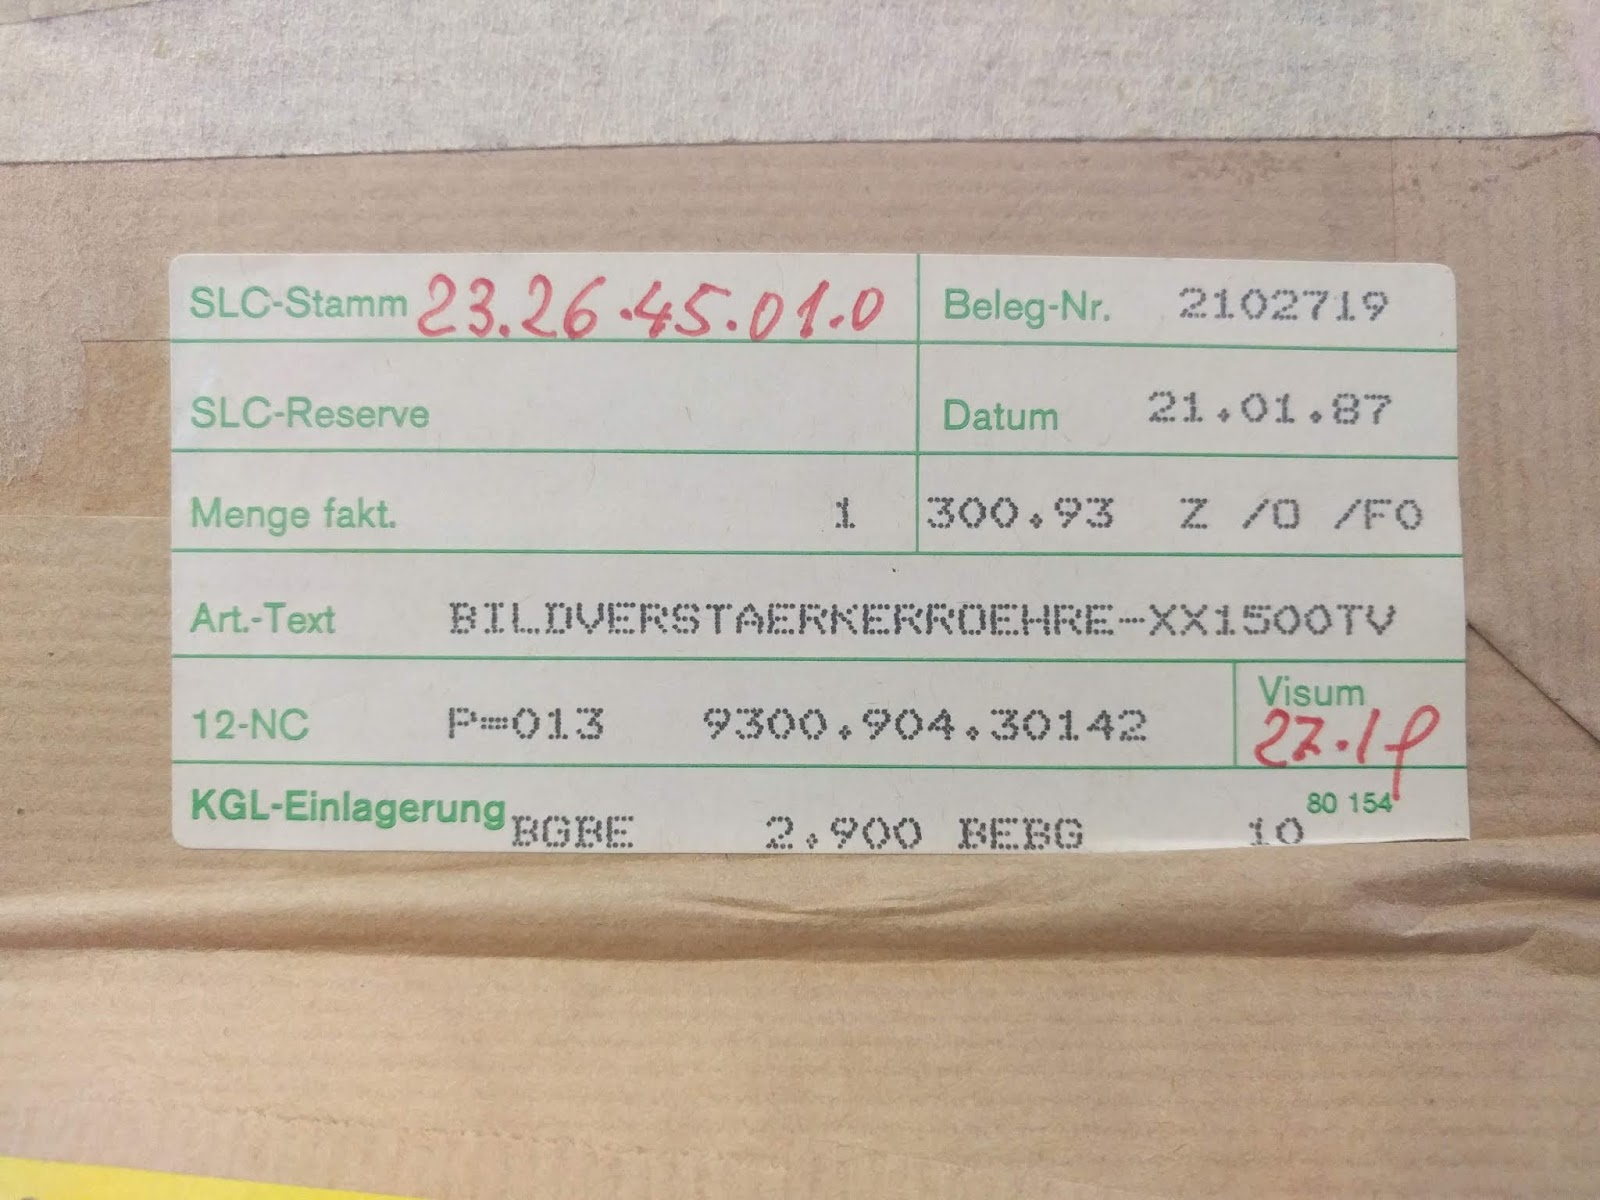 SLC-Stamm 23.26.45.01.0 Beleg-Nr. 2102719
SLC-Reserve Datum 21.01.87
Menge fakt. 1 300.93 Z /0 /F0
Art.-Text BILDVERSTAERKERROEHRE-XX1500TV
12-NC P=013 9300.904.30142 Visum
27.1
80 154
KGL-Einlagerung BGBE 2.900 BEBG 10